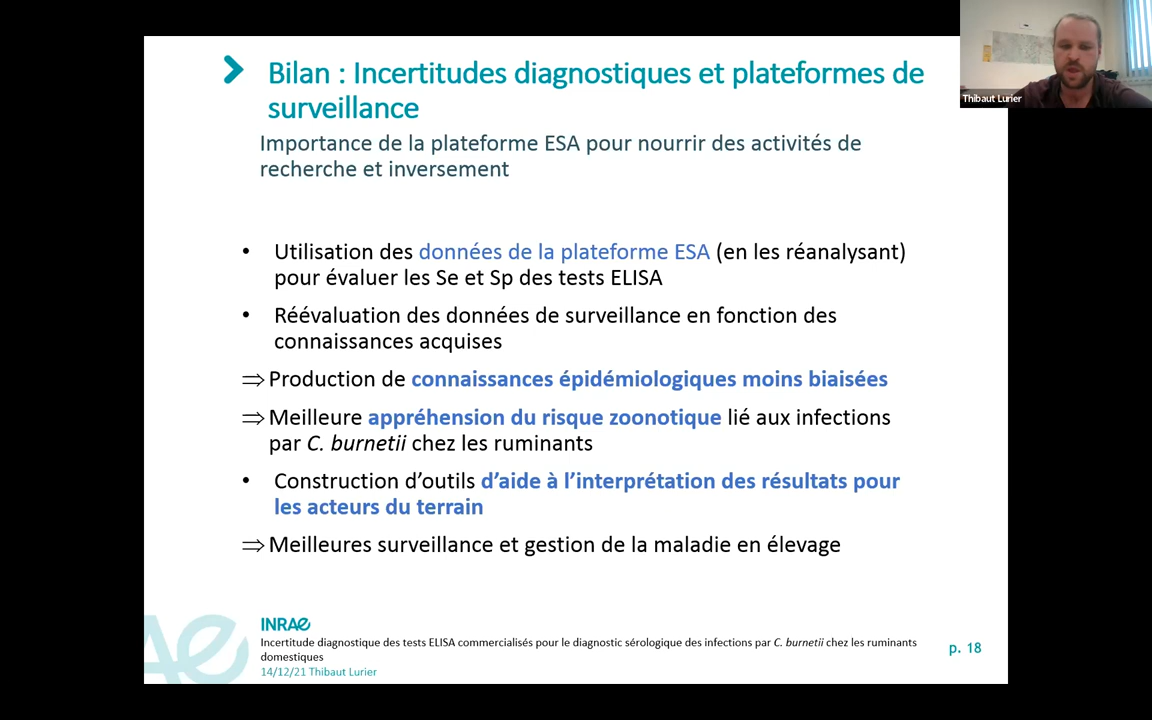 Bilan : Incertitudes diagnostiques et plateformes de
surveillance
Thibaut Lurier
Importance de la plateforme ESA pour nourrir des activités de
recherche et inversement
• Utilisation des données de la plateforme ESA (en les réanalysant)
pour évaluer les Se et Sp des tests ELISA
• Réévaluation des données de surveillance en fonction des
connaissances acquises
⇒ Production de connaissances épidémiologiques moins biaisées
⇒ Meilleure appréhension du risque zoonotique lié aux infections
par C. burnetii chez les ruminants
• Construction d’outils d’aide à l’interprétation des résultats pour
les acteurs du terrain
⇒ Meilleures surveillance et gestion de la maladie en élevage
INRAE
Incertitude diagnostique des tests ELISA commercialisés pour le diagnostic sérologique des infections par C. burnetii chez les ruminants
domestiques
14/12/21 Thibaut Lurier
p. 18